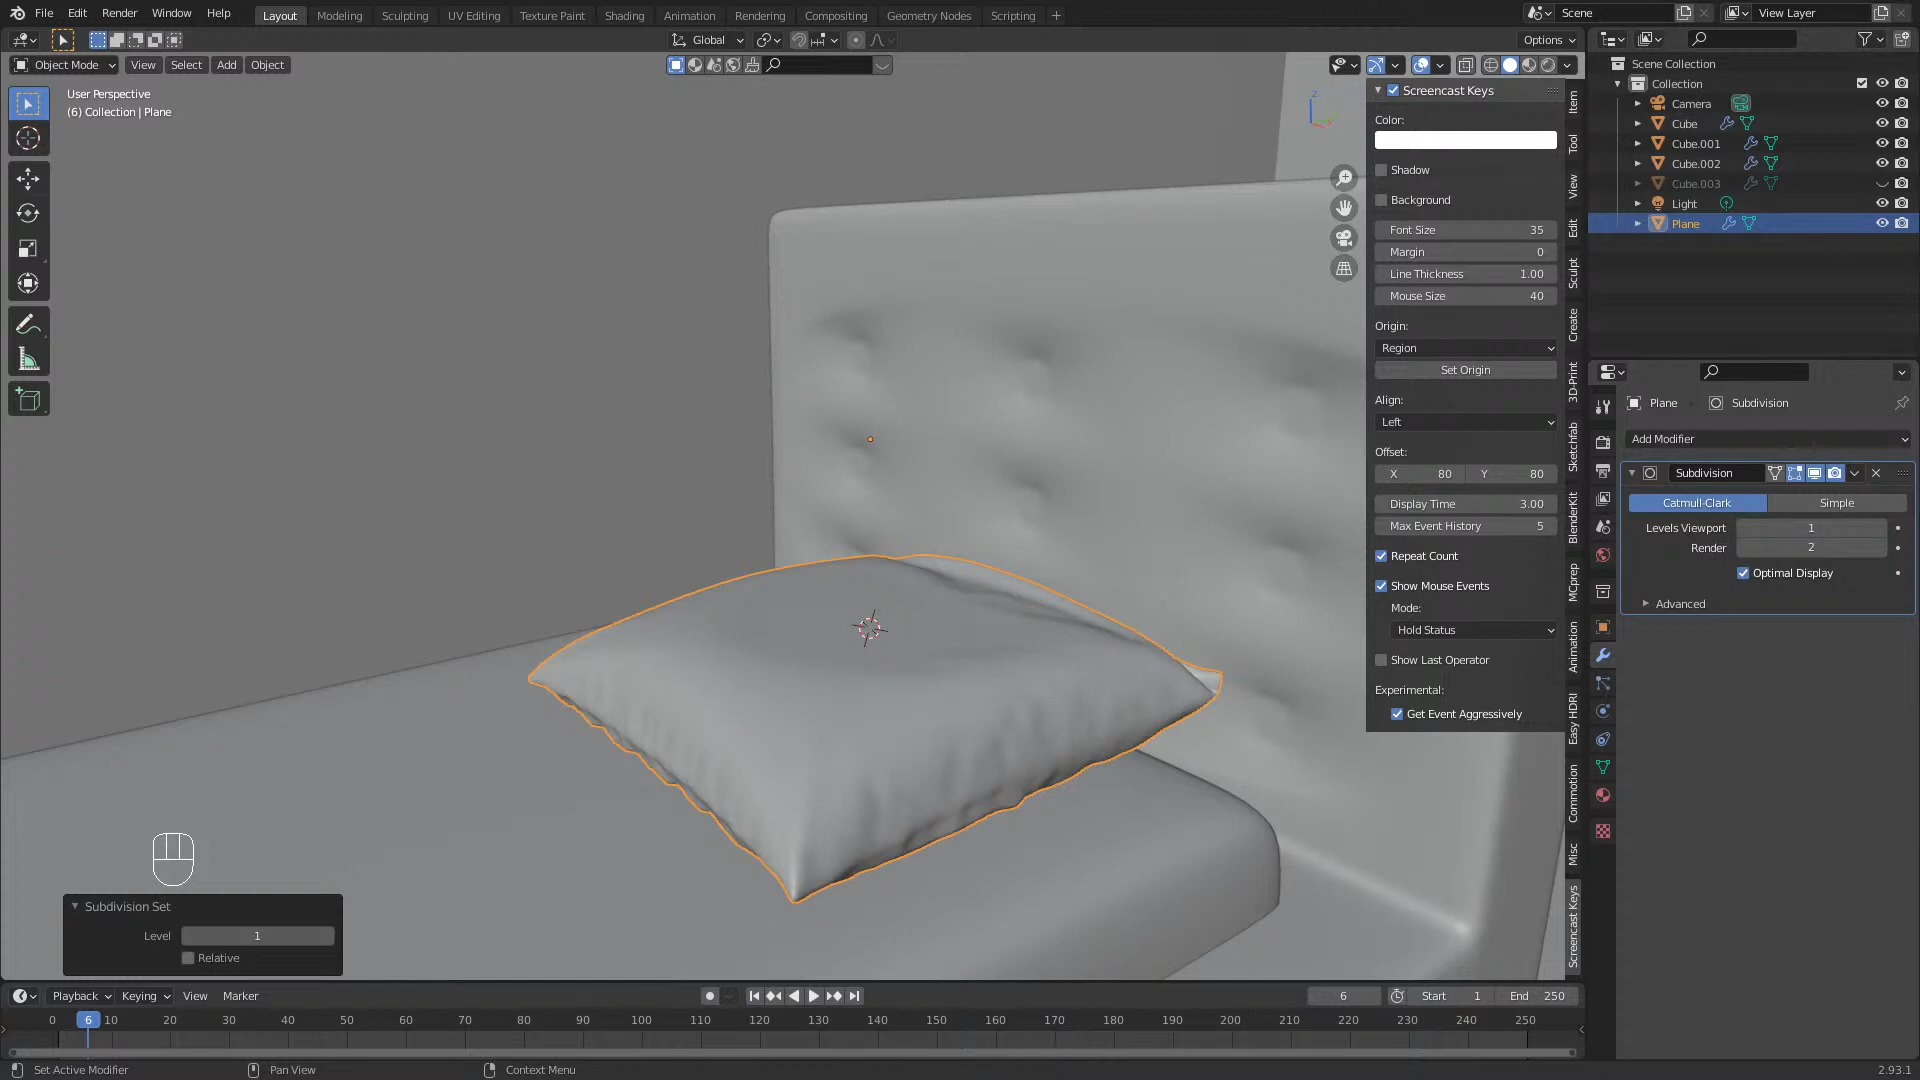 File Edit Render Window Help Layout Modeling Sculpting UV Editing Texture Paint Shading Animation Rendering Compositing Geometry Nodes Scripting + Scene View Layer
Global Options
Object Mode View Select Add Object
User Perspective
(6) Collection | Plane
Z
Screencast Keys
Color:
Shadow
Background
Font Size 35
Margin 0
Line Thickness 1.00
Mouse Size 40
Origin:
Region
Set Origin
Align:
Left
Offset:
X 80 Y 80
Display Time 3.00
Max Event History 5
Repeat Count
Show Mouse Events
Mode:
Hold Status
Show Last Operator
Experimental:
Get Event Aggressively
Item
Tool
View
Edit
Sculpt
Create
3D-Print
Sketchfab
BlenderKit
MCprep
Animation
Easy HDRI
Commotion
Misc
Screencast Keys
Scene Collection
Collection
Camera
Cube
Cube.001
Cube.002
Cube.003
Light
Plane
Plane Subdivision
Add Modifier
Subdivision
Catmull-Clark Simple
Levels Viewport 1
Render 2
Optimal Display
Advanced
Subdivision Set
Level 1
Relative
Playback Keying View Marker 6 Start 1 End 250
0 6 10 20 30 40 50 60 70 80 90 100 110 120 130 140 150 160 170 180 190 200 210 220 230 240 250
Set Active Modifier Pan View Context Menu 2.93.1